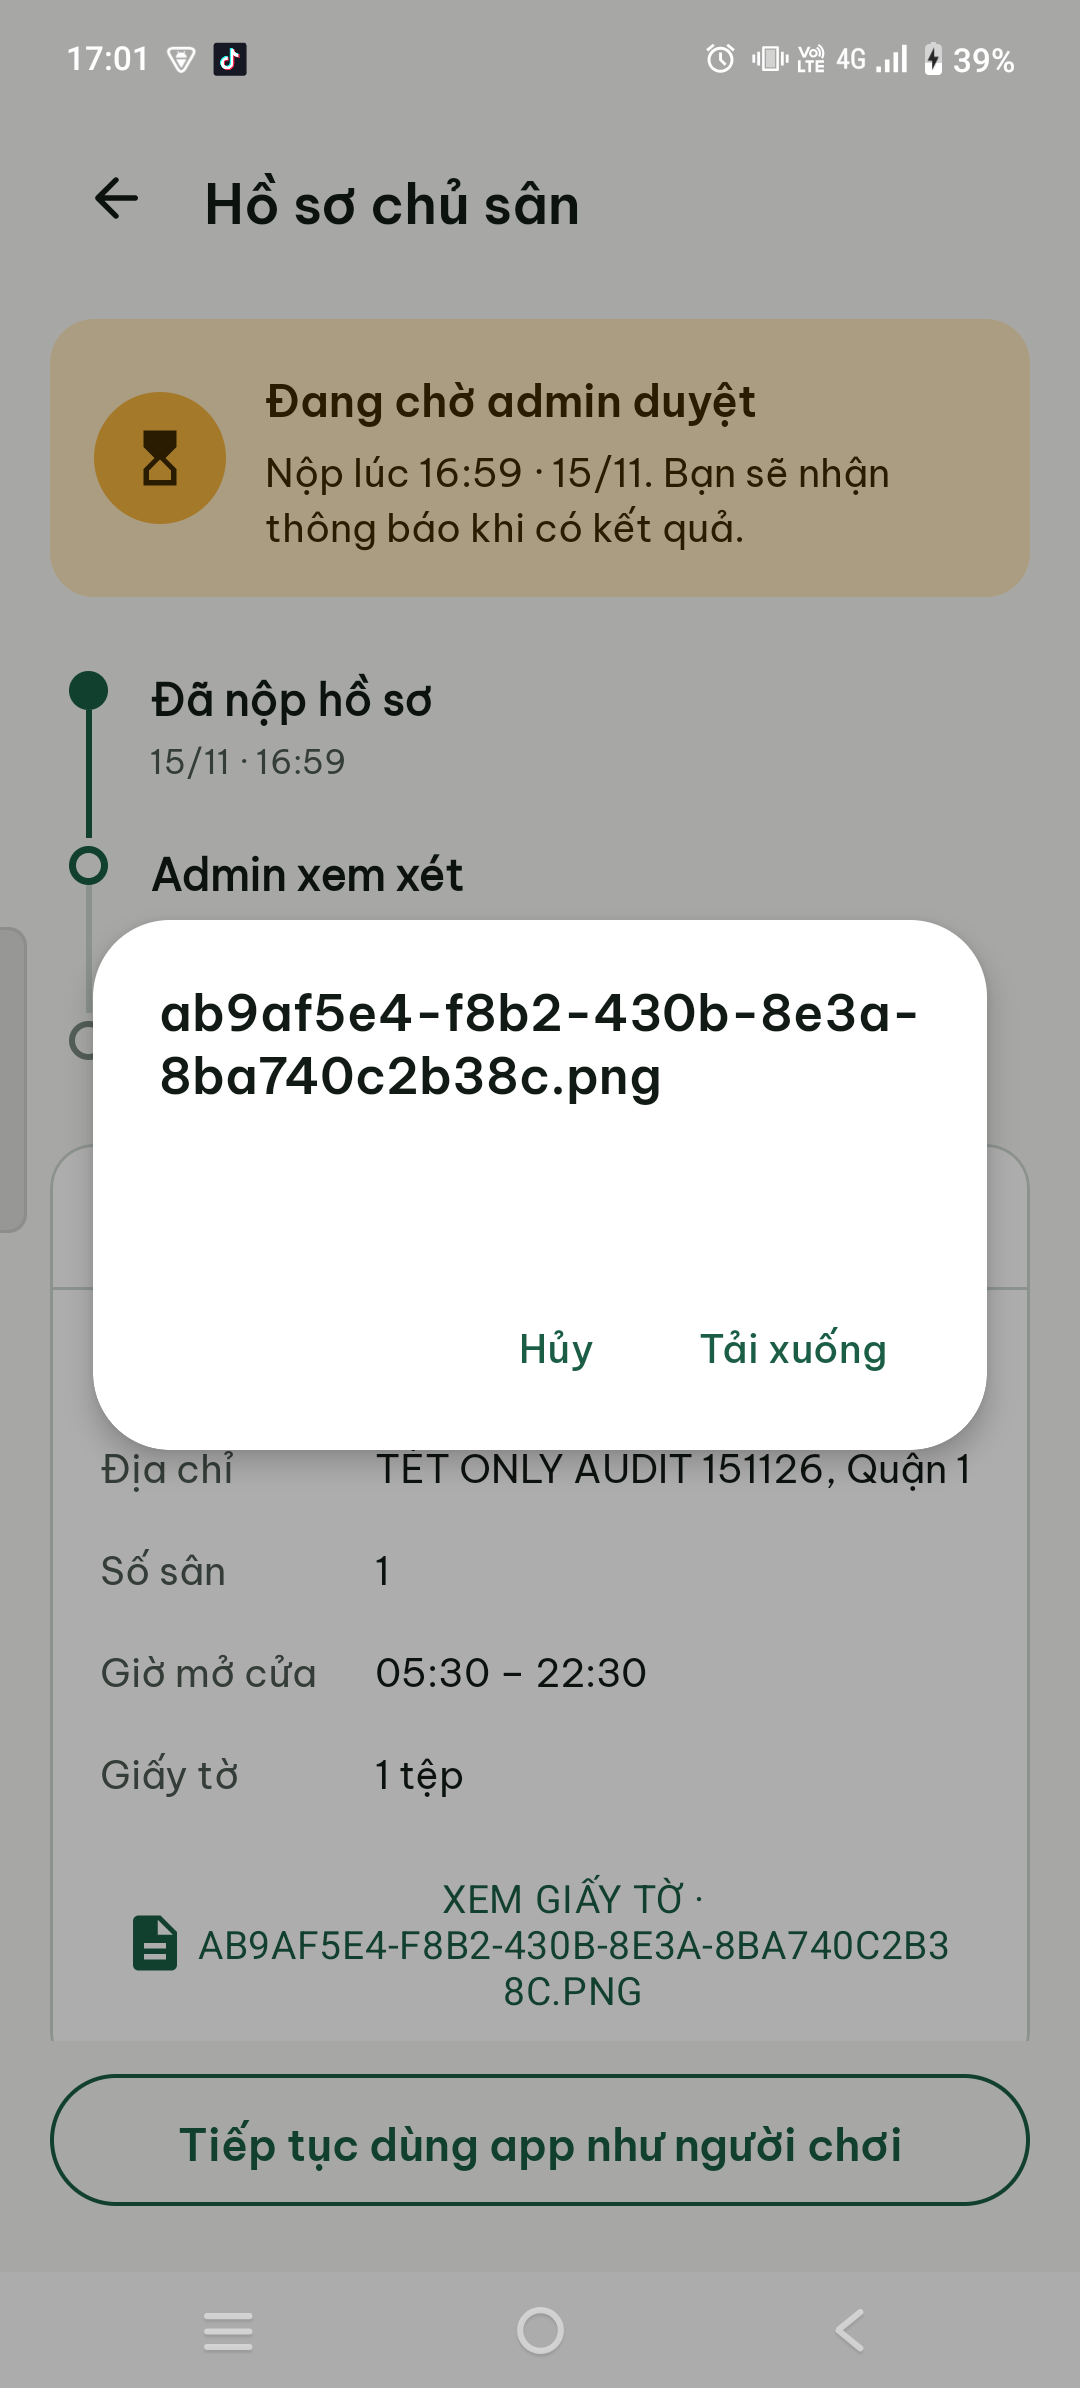 17:01
VoLTE 4G 39%
Hồ sơ chủ sân
Đang chờ admin duyệt
Nộp lúc 16:59 · 15/11. Bạn sẽ nhận
thông báo khi có kết quả.
Đã nộp hồ sơ
15/11 · 16:59
Admin xem xét
ab9af5e4-f8b2-430b-8e3a-
8ba740c2b38c.png
Hủy Tải xuống
Địa chỉ TET ONLY AUDIT 151126, Quận 1
Số sân 1
Giờ mở cửa 05:30 – 22:30
Giấy tờ 1 tệp
XEM GIẤY TỜ ·
AB9AF5E4-F8B2-430B-8E3A-8BA740C2B3
8C.PNG
Tiếp tục dùng app như người chơi